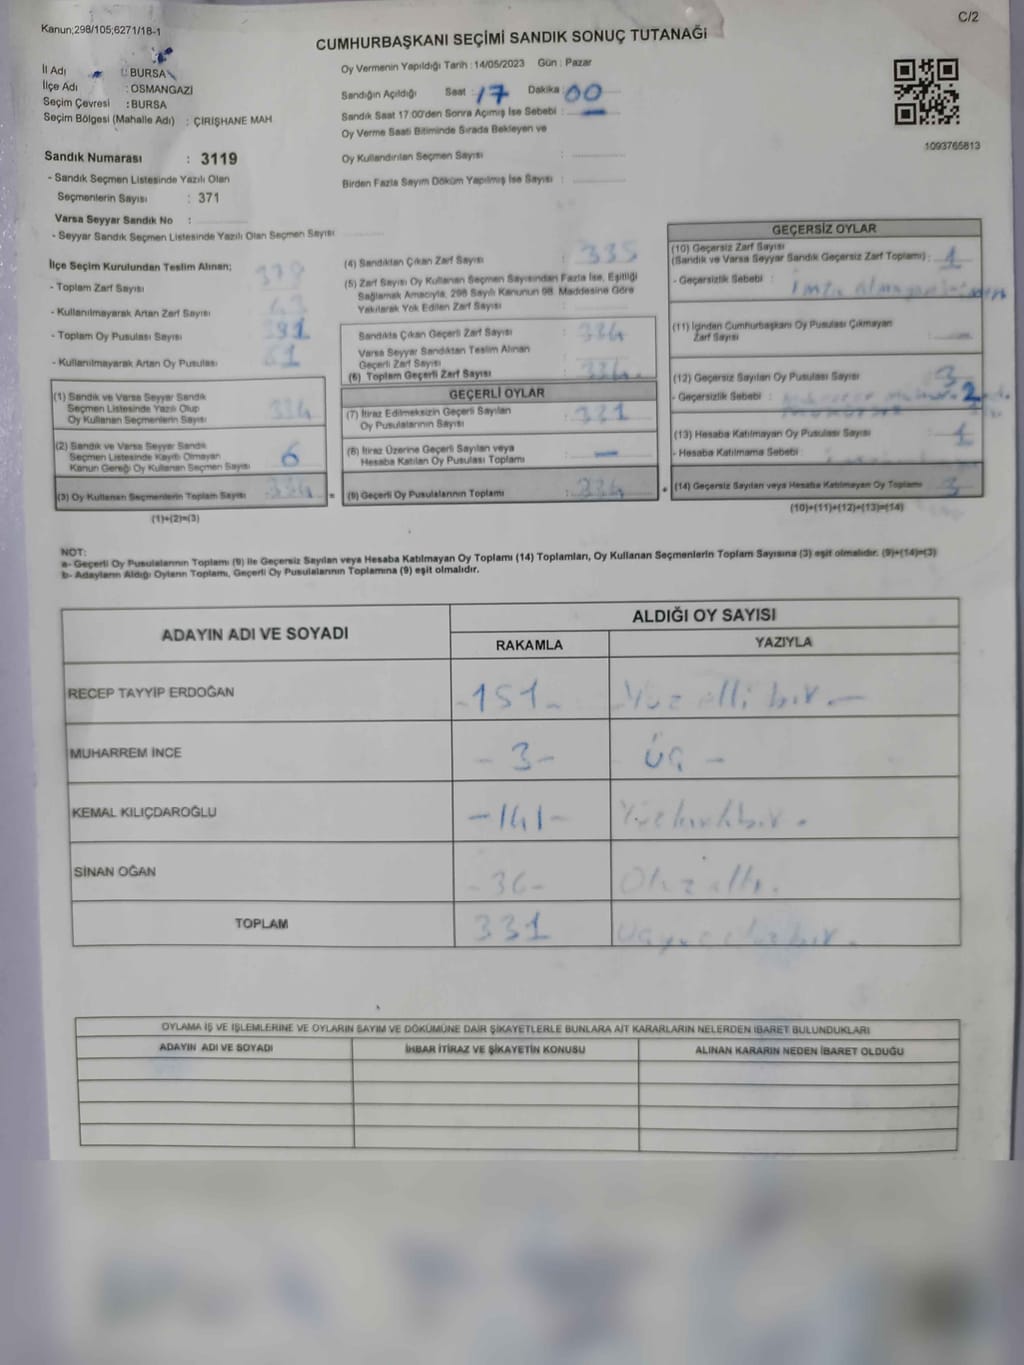 Kanun;298/105;6271/18-1
C/2
CUMHURBAŞKANI SEÇİMİ SANDIK SONUÇ TUTANAĞI
İl Adı : BURSA
İlçe Adı : OSMANGAZİ
Seçim Çevresi : BURSA
Seçim Bölgesi (Mahalle Adı) : ÇİRİŞHANE MAH
Oy Vermenin Yapıldığı Tarih :14/05/2023 Gün : Pazar
Sandığın Açıldığı Saat : 17 Dakika : 00
Sandık Saat 17:00'den Sonra Açımış İse Sebebi : —
Oy Verme Saati Bitiminde Sırada Bekleyen ve
Oy Kullandırılan Seçmen Sayısı :
Birden Fazla Sayım Döküm Yapılmış İse Sayısı :
1093765813
Sandık Numarası : 3119
- Sandık Seçmen Listesinde Yazılı Olan
Seçmenlerin Sayısı : 371
Varsa Seyyar Sandık No :
- Seyyar Sandık Seçmen Listesinde Yazılı Olan Seçmen Sayısı
İlçe Seçim Kurulundan Teslim Alınan;
- Toplam Zarf Sayısı
- Kullanılmayarak Artan Zarf Sayısı
- Toplam Oy Pusulası Sayısı
- Kullanılmayarak Artan Oy Pusulası
(1) Sandık ve Varsa Seyyar Sandık
Seçmen Listesinde Yazılı Olup
Oy Kullanan Seçmenlerin Sayısı 334
(2) Sandık ve Varsa Seyyar Sandık
Seçmen Listesinde Kayıtlı Olmayan
Kanun Gereği Oy Kullanan Seçmen Sayısı 6
(3) Oy Kullanan Seçmenlerin Toplam Sayısı 334
(1)+(2)=(3)
(4) Sandıktan Çıkan Zarf Sayısı : 335
(5) Zarf Sayısı Oy Kullanan Seçmen Sayısından Fazla İse, Eşitliği
Sağlamak Amacıyla, 298 Sayılı Kanunun 98. Maddesine Göre
Yakılarak Yok Edilen Zarf Sayısı :
Sandıkta Çıkan Geçerli Zarf Sayısı : 334
Varsa Seyyar Sandıktan Teslim Alınan
Geçerli Zarf Sayısı
(6) Toplam Geçerli Zarf Sayısı : 334
GEÇERLİ OYLAR
(7) İtiraz Edilmeksizin Geçerli Sayılan
Oy Pusulalarının Sayısı : 331
(8) İtiraz Üzerine Geçerli Sayılan veya
Hesaba Katılan Oy Pusulası Toplamı : —
(9) Geçerli Oy Pusulalarının Toplamı : 334
GEÇERSİZ OYLAR
(10) Geçersiz Zarf Sayısı
(Sandık ve Varsa Seyyar Sandık Geçersiz Zarf Toplamı) : 1
- Geçersizlik Sebebi :
(11) İçinden Cumhurbaşkanı Oy Pusulası Çıkmayan
Zarf Sayısı : —
(12) Geçersiz Sayılan Oy Pusulası Sayısı : 3
- Geçersizlik Sebebi : 2
(13) Hesaba Katılmayan Oy Pusulası Sayısı : 1
- Hesaba Katılmama Sebebi :
(14) Geçersiz Sayılan veya Hesaba Katılmayan Oy Toplamı 3
(10)+(11)+(12)+(13)=(14)
NOT:
a- Geçerli Oy Pusulalarının Toplamı (9) ile Geçersiz Sayılan veya Hesaba Katılmayan Oy Toplamı (14) Toplamları, Oy Kullanan Seçmenlerin Toplam Sayısına (3) eşit olmalıdır. (9)+(14)=(3)
b- Adayların Aldığı Oyların Toplamı, Geçerli Oy Pusulalarının Toplamına (9) eşit olmalıdır.
ADAYIN ADI VE SOYADI
ALDIĞI OY SAYISI
RAKAMLA YAZIYLA
RECEP TAYYİP ERDOĞAN -151- Yüz elli bir. —
MUHARREM İNCE -3- Üç -
KEMAL KILIÇDAROĞLU -141- Yüz kırk bir.
SİNAN OĞAN -36- Otuz altı.
TOPLAM 331 üçyüz otuz bir.
OYLAMA İŞ VE İŞLEMLERİNE VE OYLARIN SAYIM VE DÖKÜMÜNE DAİR ŞİKAYETLERLE BUNLARA AİT KARARLARIN NELERDEN İBARET BULUNDUKLARI
ADAYIN ADI VE SOYADI İHBAR İTİRAZ VE ŞİKAYETİN KONUSU ALINAN KARARIN NEDEN İBARET OLDUĞU